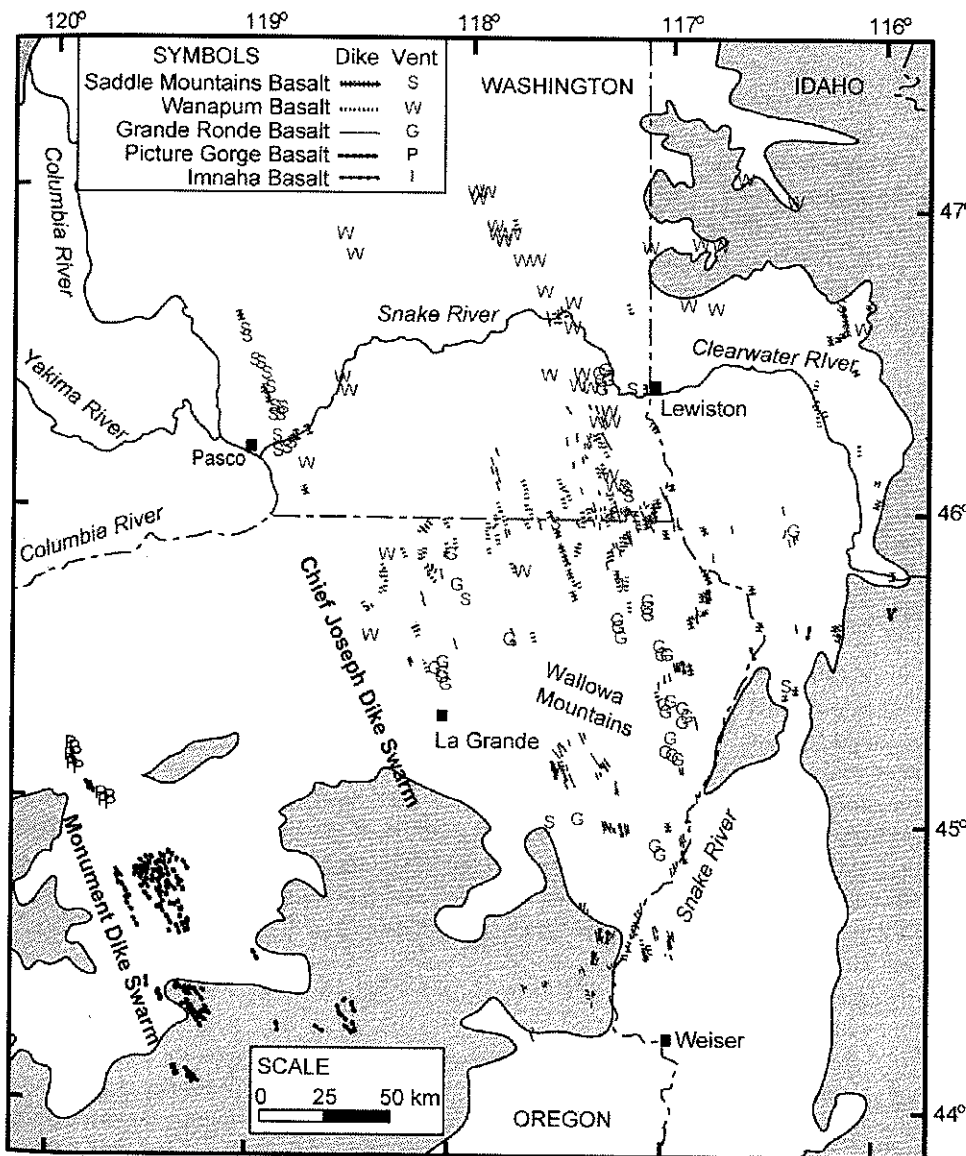 120° 119° 118° 117° 116°
SYMBOLS Dike Vent
Saddle Mountains Basalt S
Wanapum Basalt W
Grande Ronde Basalt G
Picture Gorge Basalt P
Imnaha Basalt I
WASHINGTON
IDAHO
Columbia River
47°
Snake River
Clearwater River
Yakima River
Lewiston
Pasco
46°
Columbia River
Chief Joseph Dike Swarm
Wallowa
Mountains
La Grande
45°
Snake River
Monument Dike Swarm
Weiser
SCALE
0 25 50 km
OREGON
44°